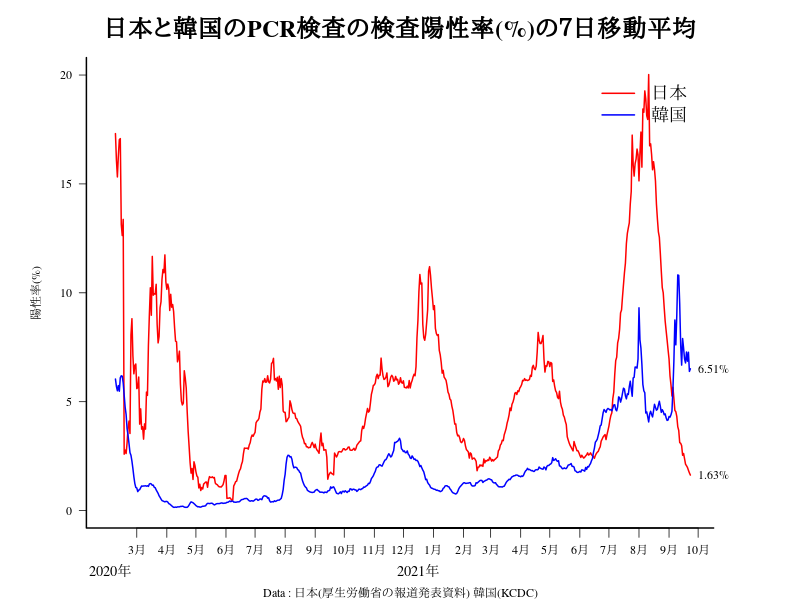 日本と韓国のPCR検査の検査陽性率(%)の7日移動平均
日本
韓国
陽性率(%)
20
15
10
5
0
6.51%
1.63%
3月 4月 5月 6月 7月 8月 9月 10月 11月 12月 1月 2月 3月 4月 5月 6月 7月 8月 9月 10月
2020年 2021年
Data : 日本(厚生労働省の報道発表資料) 韓国(KCDC)